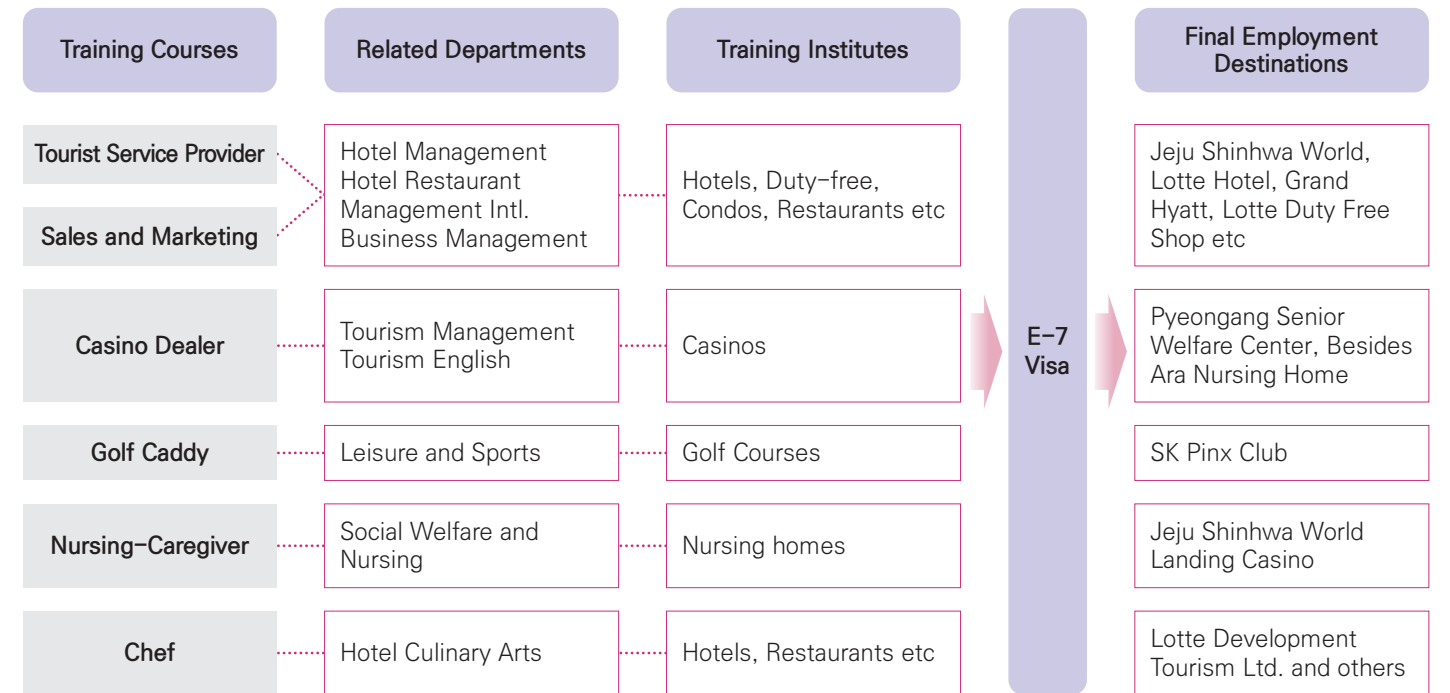 Training Courses
Related Departments
Training Institutes
Final Employment
Destinations
Tourist Service Provider
Sales and Marketing
Hotel Management
Hotel Restaurant
Management Intl.
Business Management
Hotels, Duty-free,
Condos, Restaurants etc
Jeju Shinhwa World,
Lotte Hotel, Grand
Hyatt, Lotte Duty Free
Shop etc
Casino Dealer
Tourism Management
Tourism English
Casinos
E-7
Visa
Pyeongang Senior
Welfare Center, Besides
Ara Nursing Home
Golf Caddy
Leisure and Sports
Golf Courses
SK Pinx Club
Nursing-Caregiver
Social Welfare and
Nursing
Nursing homes
Jeju Shinhwa World
Landing Casino
Chef
Hotel Culinary Arts
Hotels, Restaurants etc
Lotte Development
Tourism Ltd. and others